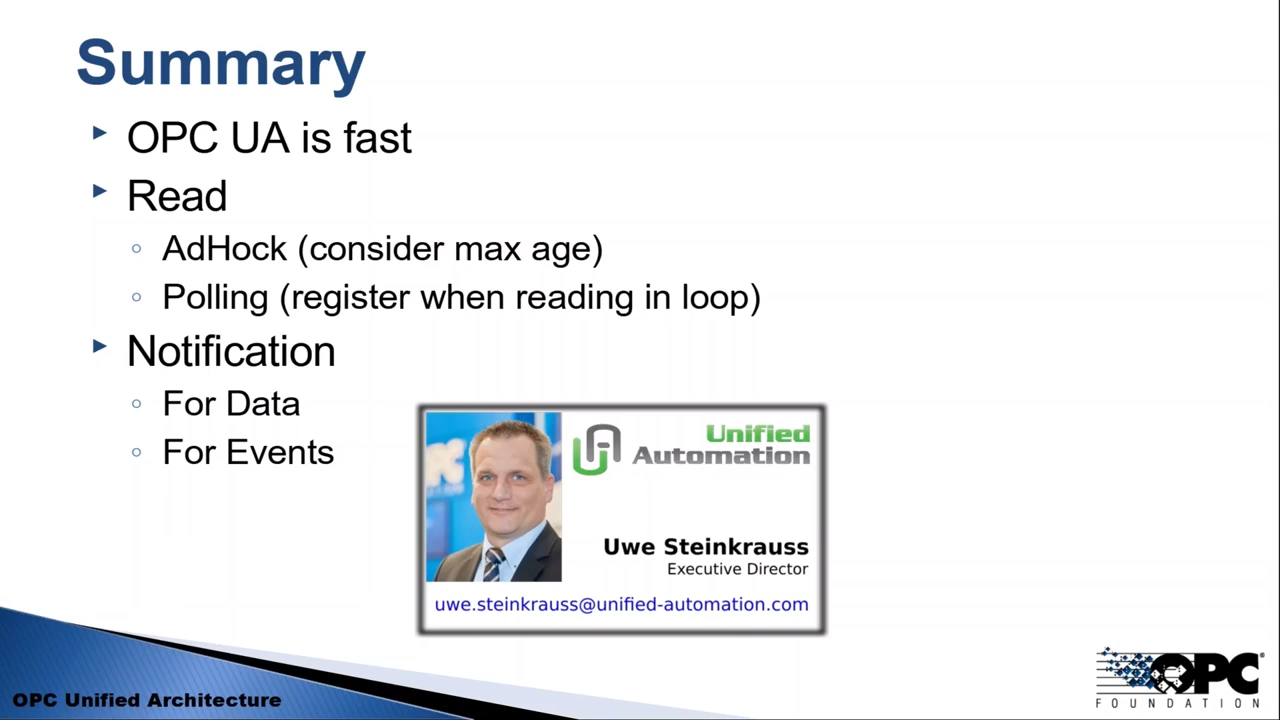 Summary
OPC UA is fast
Read
AdHock (consider max age)
Polling (register when reading in loop)
Notification
For Data
For Events
Unified
Automation
Uwe Steinkrauss
Executive Director
uwe.steinkrauss@unified-automation.com
OPC Unified Architecture
OPC
FOUNDATION